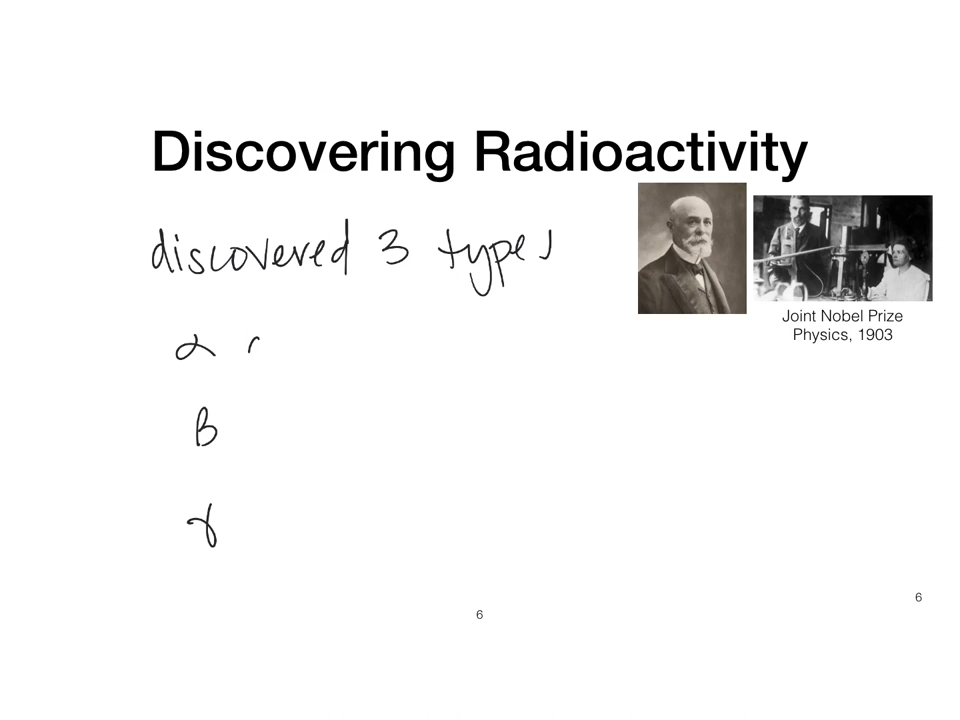 Discovering Radioactivity
discovered 3 types
Joint Nobel Prize
Physics, 1903
α (
β
γ
6
6